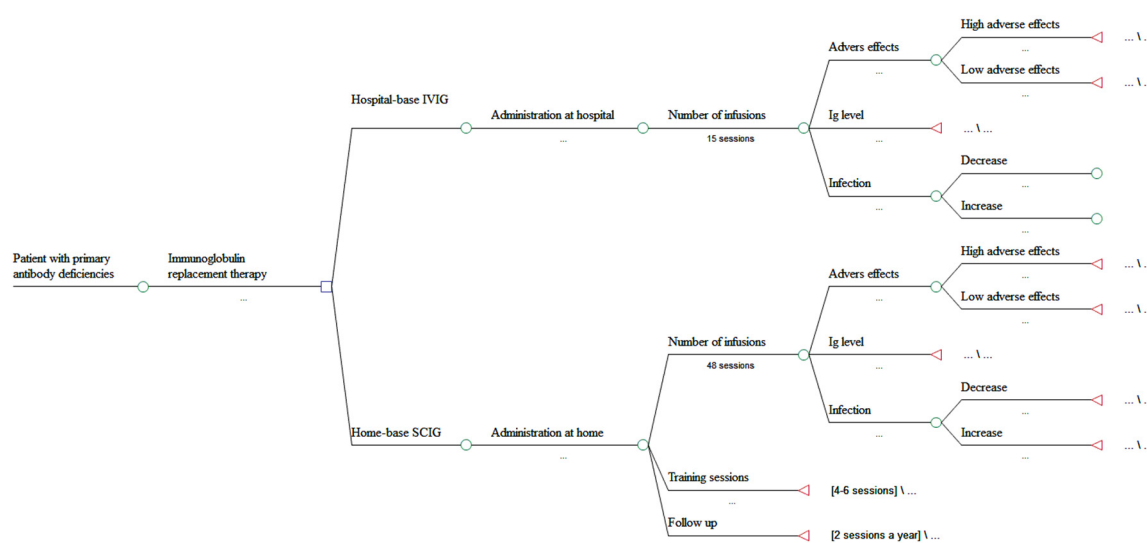 High adverse effects
...
... \ .
Advers effects
...
Low adverse effects
...
... \ .
Hospital-base IVIG
Administration at hospital
...
Number of infusions
15 sessions
Ig level
...
... \ ...
Decrease
...
Infection
...
Increase
...
Patient with primary
antibody deficiencies
Immunoglobulin
replacement therapy
...
High adverse effects
...
... \ .
Advers effects
...
Low adverse effects
...
... \ .
Number of infusions
48 sessions
Ig level
...
... \ ...
Decrease
...
... \ .
Infection
...
Increase
...
... \ .
Home-base SCIG
Administration at home
...
Training sessions
...
[4-6 sessions] \ ...
Follow up
[2 sessions a year] \ ...